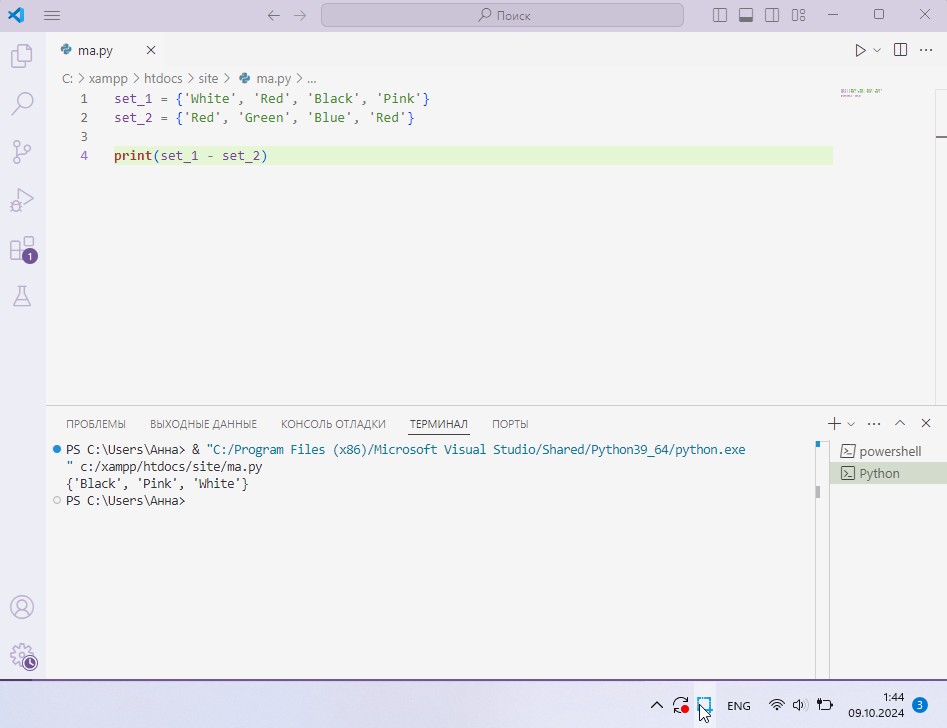 Поиск
ma.py
C: > xampp > htdocs > site > ma.py > ...
1 set_1 = {'White', 'Red', 'Black', 'Pink'}
2 set_2 = {'Red', 'Green', 'Blue', 'Red'}
3
4 print(set_1 - set_2)
1
ПРОБЛЕМЫ ВЫХОДНЫЕ ДАННЫЕ КОНСОЛЬ ОТЛАДКИ ТЕРМИНАЛ ПОРТЫ
PS C:\Users\Анна> & "C:/Program Files (x86)/Microsoft Visual Studio/Shared/Python39_64/python.exe
" c:/xampp/htdocs/site/ma.py
{'Black', 'Pink', 'White'}
PS C:\Users\Анна>
powershell
Python
ENG
1:44
09.10.2024
3